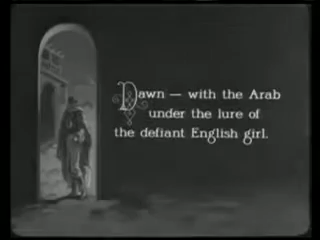 Dawn — with the Arab
under the lure of
the defiant English girl.